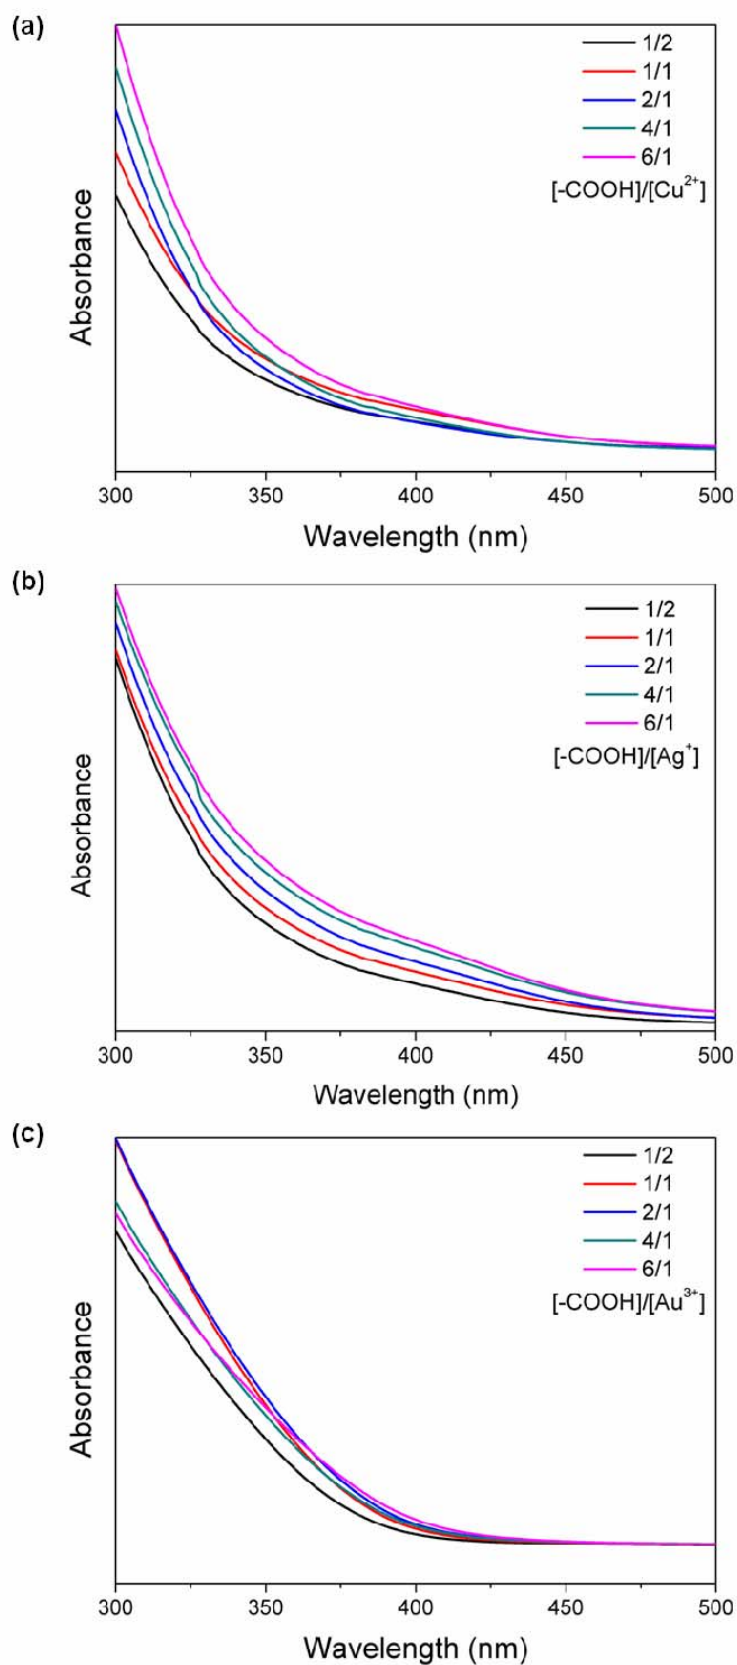 (a)
1/2
1/1
2/1
4/1
6/1
[-COOH]/[Cu²⁺]
Absorbance
300
350
400
450
500
Wavelength (nm)
(b)
1/2
1/1
2/1
4/1
6/1
[-COOH]/[Ag⁺]
Absorbance
300
350
400
450
500
Wavelength (nm)
(c)
1/2
1/1
2/1
4/1
6/1
[-COOH]/[Au³⁺]
Absorbance
300
350
400
450
500
Wavelength (nm)